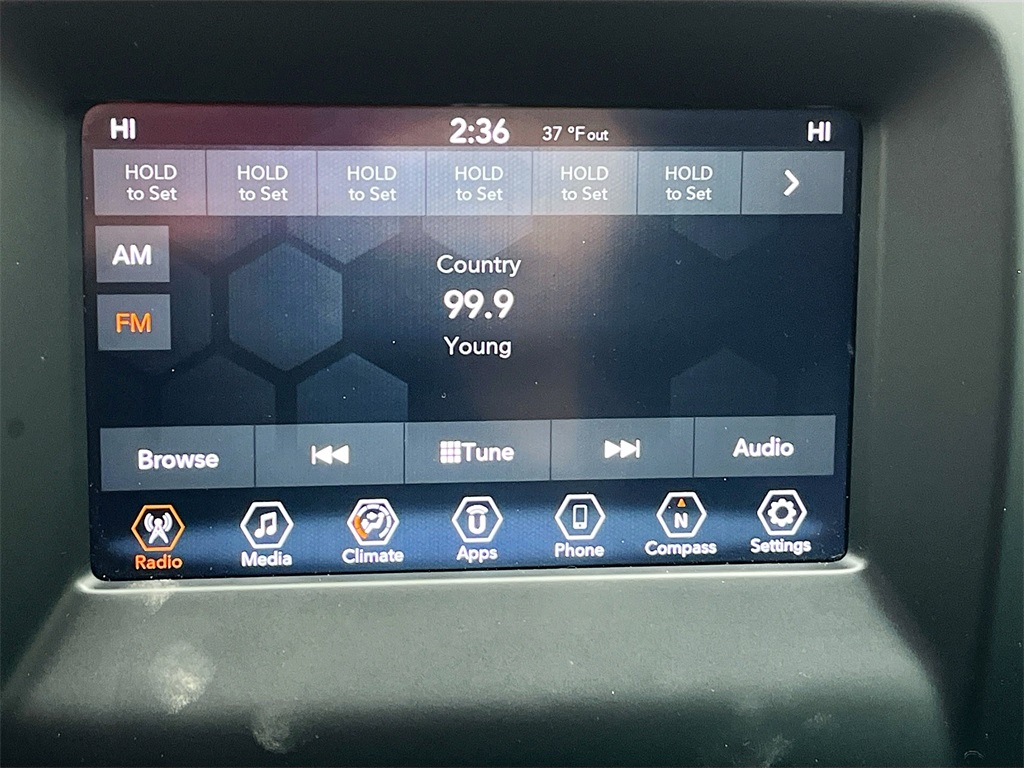 HI 2:36 37 °F out HI
HOLD HOLD HOLD HOLD HOLD HOLD
to Set to Set to Set to Set to Set to Set
AM
FM
Country
99.9
Young
Browse Tune Audio
Radio Media Climate Apps Phone Compass Settings
U N